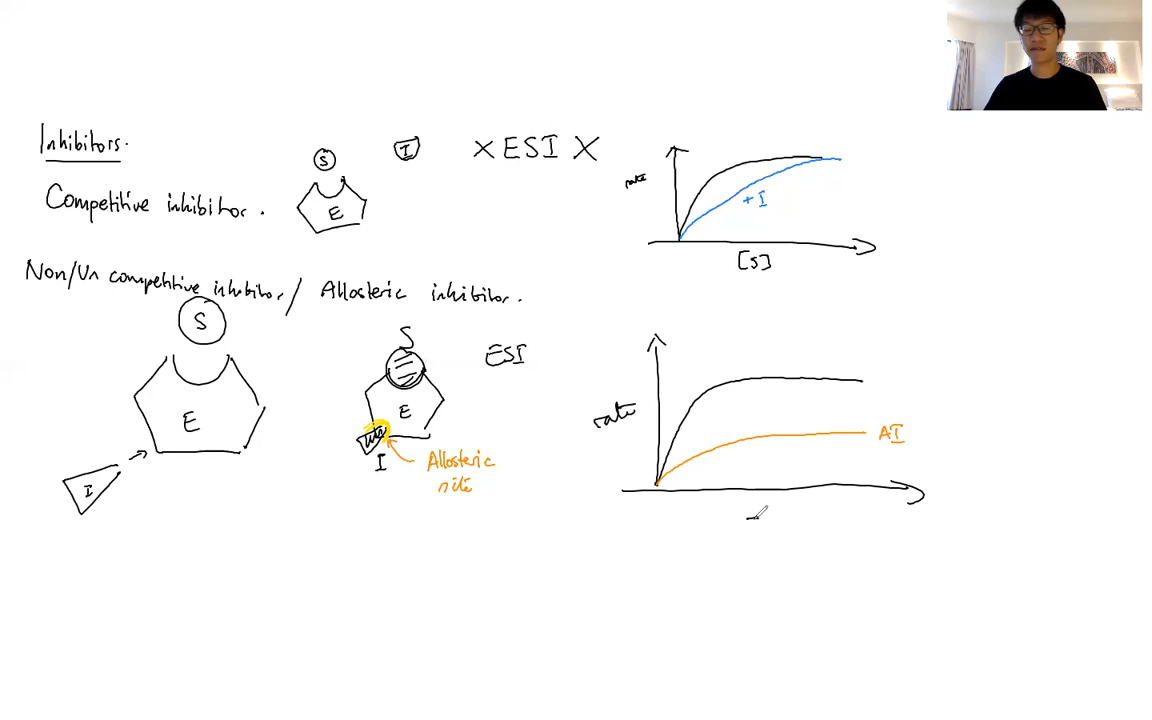 Inhibitors.
S
I
X ESI X
Competitive inhibitor.
E
rate
+ I
[S]
Non/Un competitive inhibitor / Allosteric inhibitor.
S
E
I
S
E
I
ESI
Allosteric
site
rate
AI